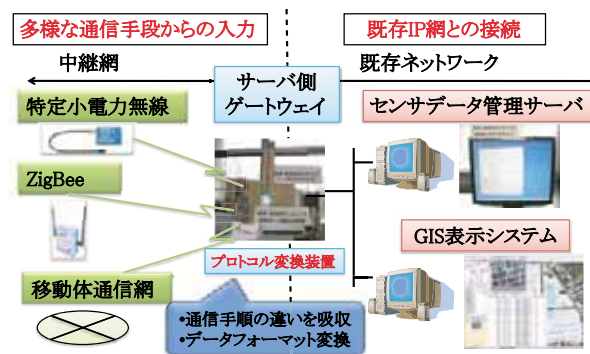 多様な通信手段からの入力
既存IP網との接続
中継網
サーバ側
ゲートウェイ
既存ネットワーク
特定小電力無線
センサデータ管理サーバ
ZigBee
GIS表示システム
プロトコル変換装置
移動体通信網
•通信手順の違いを吸収
•データフォーマット変換